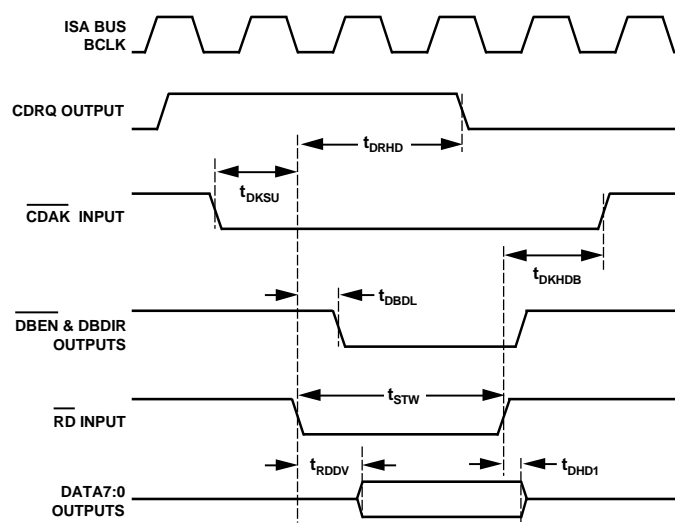 ISA BUS
BCLK
CDRQ OUTPUT
tDRHD
tDKSU
CDAK INPUT
tDKHDB
tDBDL
DBEN & DBDIR
OUTPUTS
tSTW
RD INPUT
tRDDV
tDHD1
DATA7:0
OUTPUTS